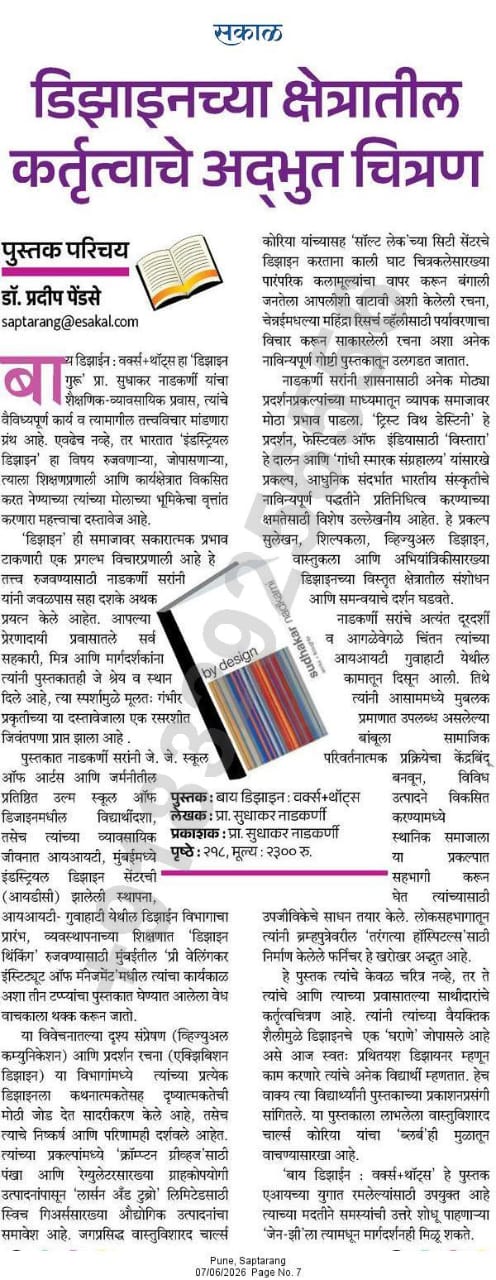 सकाळ
डिझाइनच्या क्षेत्रातील
कर्तृत्वाचे अद्‌भुत चित्रण
पुस्तक परिचय
डॉ. प्रदीप पेंडसे
saptarang@esakal.com
बाय डिझाईन : वर्क्स+थॉट्स हा ‘डिझाइन
गुरू’ प्रा. सुधाकर नाडकर्णी यांचा
शैक्षणिक-व्यावसायिक प्रवास, त्यांचे
वैविध्यपूर्ण कार्य व त्यामागील तत्त्वविचार मांडणारा
ग्रंथ आहे. एवढेच नव्हे, तर भारतात ‘इंडस्ट्रियल
डिझाइन’ हा विषय रुजवणाऱ्या, जोपासणाऱ्या,
त्याला शिक्षणप्रणाली आणि कार्यक्षेत्रात विकसित
करत नेण्याच्या त्यांच्या मोलाच्या भूमिकेचा वृत्तांत
करणारा महत्त्वाचा दस्तावेज आहे.
‘डिझाइन’ ही समाजावर सकारात्मक प्रभाव
टाकणारी एक प्रगल्भ विचारप्रणाली आहे हे
तत्त्व रुजवण्यासाठी नाडकर्णी सरांनी
यांनी जवळपास सहा दशके अथक
प्रयत्न केले आहेत. आपल्या
प्रेरणादायी प्रवासातले सर्व
सहकारी, मित्र आणि मार्गदर्शकांना
त्यांनी पुस्तकातही जे श्रेय व स्थान
दिले आहे, त्या स्पर्शामुळे मूलतः गंभीर
प्रकृतीच्या या दस्तावेजाला एक रसरशीत
जिवंतपणा प्राप्त झाला आहे .
पुस्तकात नाडकर्णी सरांनी जे. जे. स्कूल
ऑफ आर्टस आणि जर्मनीतील
प्रतिष्ठित उल्म स्कूल ऑफ
डिजाइनमधील विद्यार्थीदशा,
तसेच त्यांच्या व्यावसायिक
जीवनात आयआयटी, मुंबईमध्ये
इंडस्ट्रियल डिझाइन सेंटरची
(आयडीसी) झालेली स्थापना,
आयआयटी- गुवाहाटी येथील डिझाईन विभागाचा
प्रारंभ, व्यवस्थापनाच्या शिक्षणात ‘डिझाइन
थिंकिंग’ रुजवण्यासाठी मुंबईतील ‘प्री वेलिंगकर
इंस्टिट्यूट ऑफ मॅनेजमेंट’मधील त्यांचा कार्यकाळ
अशा तीन टप्प्यांचा पुस्तकात घेण्यात आलेला वेध
वाचकाला थक्क करून जातो.
या विवेचनातल्या दृश्य संप्रेषण (व्हिज्युअल
कम्युनिकेशन) आणि प्रदर्शन रचना (एक्झिबिशन
डिझाइन) या विभागांमध्ये त्यांच्या प्रत्येक
डिझाइनला कथनात्मकतेसह दृष्यात्मकतेची
मोठी जोड देत सादरीकरण केले आहे, तसेच
त्याचे निष्कर्ष आणि परिणामही दर्शवले आहेत.
त्यांच्या प्रकल्पांमध्ये ‘क्रॉम्प्टन ग्रीव्हज’साठी
पंखा आणि रेग्युलेटरसारख्या ग्राहकोपयोगी
उत्पादनांपासून ‘लार्सन अँड टुब्रो’ लिमिटेडसाठी
स्विच गिअर्ससारख्या औद्योगिक उत्पादनांचा
समावेश आहे. जगप्रसिद्ध वास्तुविशारद चार्ल्स
by design
sudhakar nadkarni
पुस्तक : बाय डिझाइन : वर्क्स+थॉट्स
लेखक : प्रा. सुधाकर नाडकर्णी
प्रकाशक : प्रा. सुधाकर नाडकर्णी
पृष्ठे : २१८, मूल्य : २३०० रु.
कोरिया यांच्यासह ‘सॉल्ट लेक’च्या सिटी सेंटरचे
डिझाइन करताना काली घाट चित्रकलेसारख्या
पारंपरिक कलामूल्यांचा वापर करून बंगाली
जनतेला आपलीशी वाटावी अशी केलेली रचना,
चेन्नईमधल्या महिंद्रा रिसर्च व्हॅलीसाठी पर्यावरणाचा
विचार करून साकारलेली रचना अशा अनेक
नाविन्यपूर्ण गोष्टी पुस्तकातून उलगडत जातात.
नाडकर्णी सरांनी शासनासाठी अनेक मोठ्या
प्रदर्शनप्रकल्पांच्या माध्यमातून व्यापक समाजावर
मोठा प्रभाव पाडला. ‘ट्रिस्ट विथ डेस्टिनी’ हे
प्रदर्शन, फेस्टिवल ऑफ इंडियासाठी ‘विस्तारा’
हे दालन आणि ‘गांधी स्मारक संग्रहालय’ यांसारखे
प्रकल्प, आधुनिक संदर्भात भारतीय संस्कृतीचे
नाविन्यपूर्ण पद्धतीने प्रतिनिधित्व करण्याच्या
क्षमतेसाठी विशेष उल्लेखनीय आहेत. हे प्रकल्प
सुलेखन, शिल्पकला, व्हिज्युअल डिझाइन,
वास्तुकला आणि अभियांत्रिकीसारख्या
डिझाइनच्या विस्तृत क्षेत्रातील संशोधन
आणि समन्वयाचे दर्शन घडवते.
नाडकर्णी सरांचे अत्यंत दूरदर्शी
व आगळेवेगळे चिंतन त्यांच्या
आयआयटी गुवाहाटी येथील
कामातून दिसून आली. तिथे
त्यांनी आसाममध्ये मुबलक
प्रमाणात उपलब्ध असलेल्या
बांबूला सामाजिक
परिवर्तनात्मक प्रक्रियेचा केंद्रबिंदू
बनवून, विविध
उत्पादने विकसित
करण्यामध्ये
स्थानिक समाजाला
या प्रकल्पात
सहभागी करून
घेत त्यांच्यासाठी
उपजीविकेचे साधन तयार केले. लोकसहभागातून
त्यांनी ब्रम्हपुत्रेवरील ‘तरंगत्या हॉस्पिटल्स’साठी
निर्माण केलेले फर्निचर हे खरोखर अद्भुत आहे.
हे पुस्तक त्यांचे केवळ चरित्र नव्हे, तर ते
त्यांचे आणि त्याच्या प्रवासातल्या साथीदारांचे
कर्तृत्वचित्रण आहे. त्यांनी त्यांच्या वैयक्तिक
शैलीमुळे डिझाइनचे एक ‘घराणे’ जोपासले आहे
असे आज स्वतः प्रथितयश डिझायनर म्हणून
काम करणारे त्यांचे अनेक विद्यार्थी म्हणतात. हेच
वाक्य त्या विद्यार्थ्यांनी पुस्तकाच्या प्रकाशनप्रसंगी
सांगितले. या पुस्तकाला लाभलेला वास्तुविशारद
चार्ल्स कोरिया यांचा ‘ब्लर्ब’ही मुळातून
वाचण्यासारखा आहे.
‘बाय डिझाईन : वर्क्स+थॉट्स’ हे पुस्तक
एआयच्या युगात रमलेल्यांसाठी उपयुक्त आहे
त्याच्या मदतीने समस्यांची उत्तरे शोधू पाहणाऱ्या
‘जेन-झी’ला त्यामधून मार्गदर्शनही मिळू शकते.
Pune, Saptarang
07/06/2026 Page No. 7